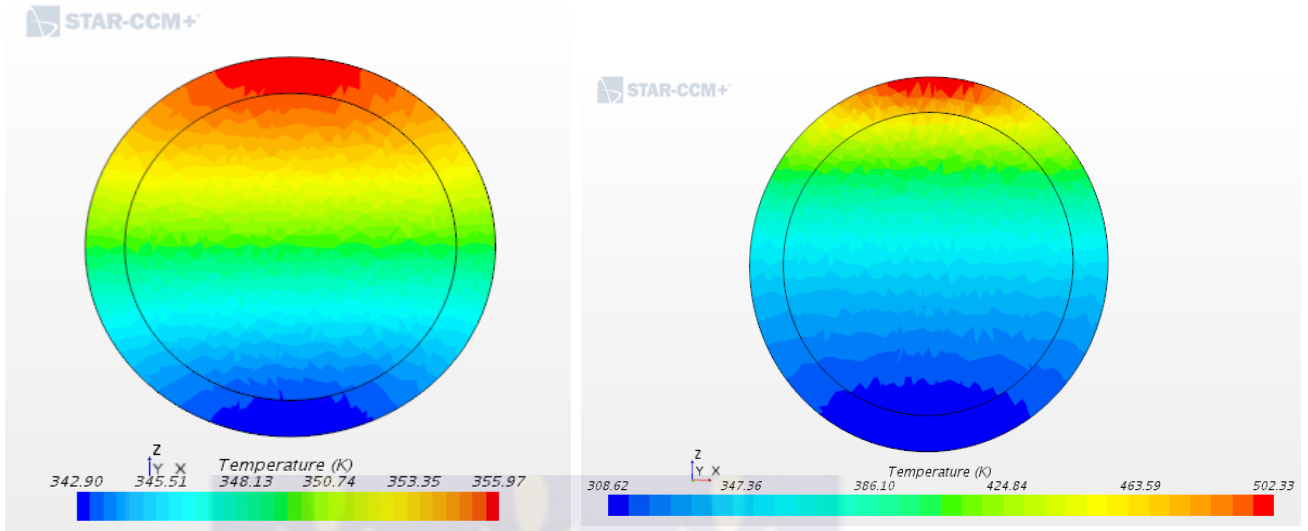 STAR-CCM+
Z
Y X
Temperature (K)
342.90 345.51 348.13 350.74 353.35 355.97
STAR-CCM+
Z
Y X
Temperature (K)
308.62 347.36 386.10 424.84 463.59 502.33